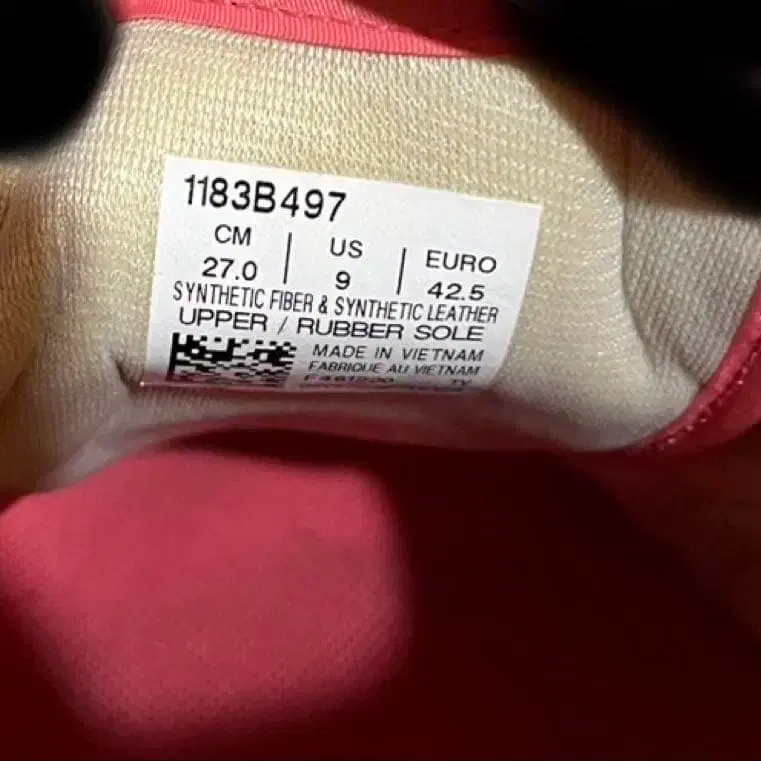 1183B497
CM | US | EURO
27.0 | 9 | 42.5
SYNTHETIC FIBER & SYNTHETIC LEATHER
UPPER / RUBBER SOLE
MADE IN VIETNAM
FABRIQUE AU VIETNAM
TV